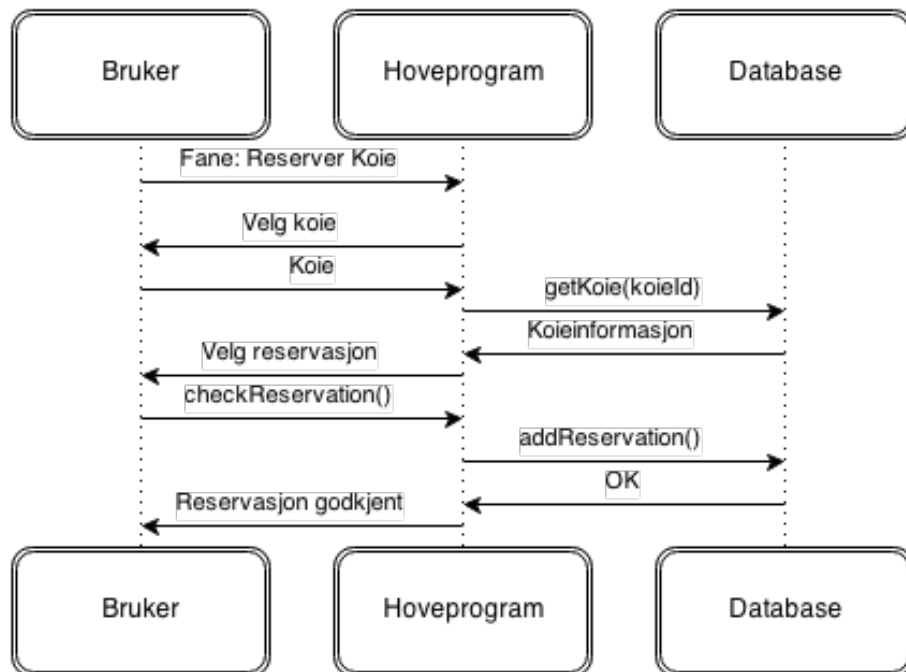 Bruker
Hoveprogram
Database
Fane: Reserver Koie
Velg koie
Koie
getKoie(koieId)
Koieinformasjon
Velg reservasjon
checkReservation()
addReservation()
OK
Reservasjon godkjent
Bruker
Hoveprogram
Database